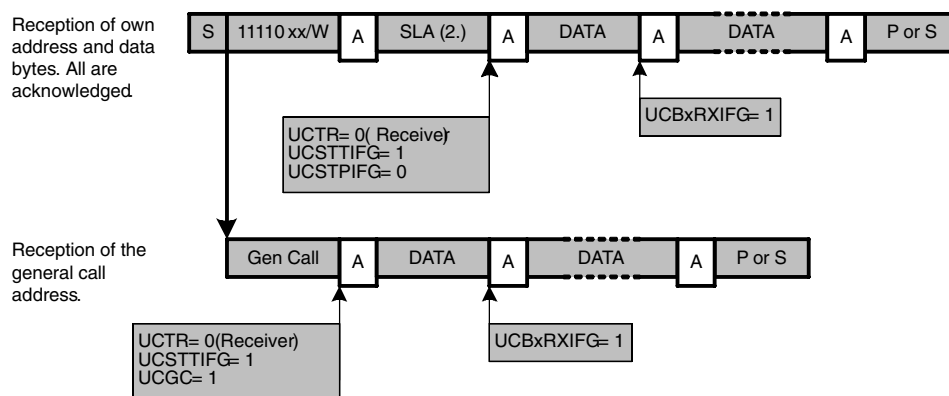 Reception of own
address and data
bytes. All are
acknowledged.
S 11110 xx/W A SLA (2.) A DATA A DATA A P or S
UCTR= 0( Receiver)
UCSTTIFG= 1
UCSTPIFG= 0
UCBxRXIFG= 1
Reception of the
general call
address.
Gen Call A DATA A DATA A P or S
UCTR= 0(Receiver)
UCSTTIFG= 1
UCGC= 1
UCBxRXIFG= 1